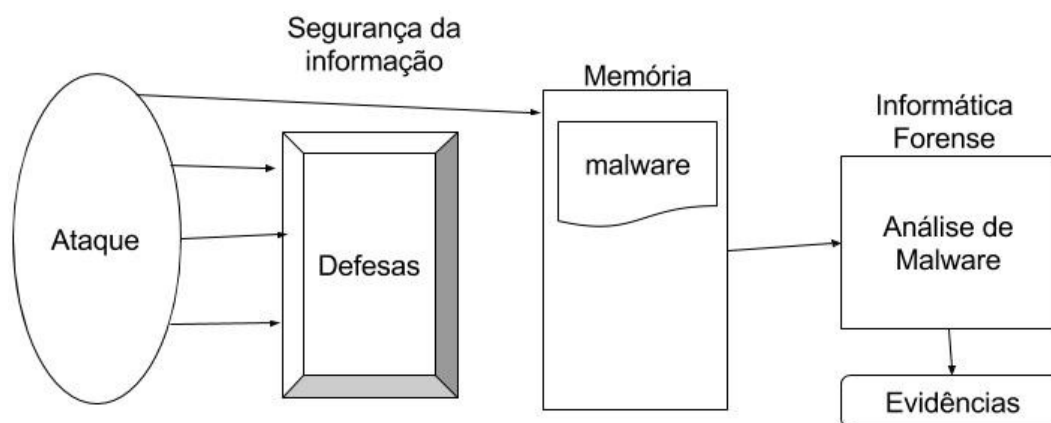 Segurança da
informação
Memória
Informática
Forense
malware
Ataque
Defesas
Análise de
Malware
Evidências